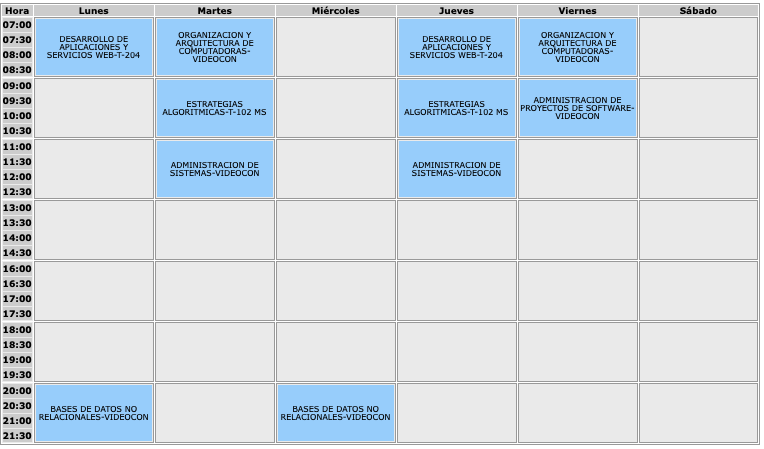 Hora Lunes Martes Miércoles Jueves Viernes Sábado
07:00
07:30
08:00
08:30
DESARROLLO DE
APLICACIONES Y
SERVICIOS WEB-T-204
ORGANIZACION Y
ARQUITECTURA DE
COMPUTADORAS-
VIDEOCON
DESARROLLO DE
APLICACIONES Y
SERVICIOS WEB-T-204
ORGANIZACION Y
ARQUITECTURA DE
COMPUTADORAS-
VIDEOCON
09:00
09:30
10:00
10:30
ESTRATEGIAS
ALGORITMICAS-T-102 MS
ESTRATEGIAS
ALGORITMICAS-T-102 MS
ADMINISTRACION DE
PROYECTOS DE SOFTWARE-
VIDEOCON
11:00
11:30
12:00
12:30
ADMINISTRACION DE
SISTEMAS-VIDEOCON
ADMINISTRACION DE
SISTEMAS-VIDEOCON
13:00
13:30
14:00
14:30
16:00
16:30
17:00
17:30
18:00
18:30
19:00
19:30
20:00
20:30
21:00
21:30
BASES DE DATOS NO
RELACIONALES-VIDEOCON
BASES DE DATOS NO
RELACIONALES-VIDEOCON